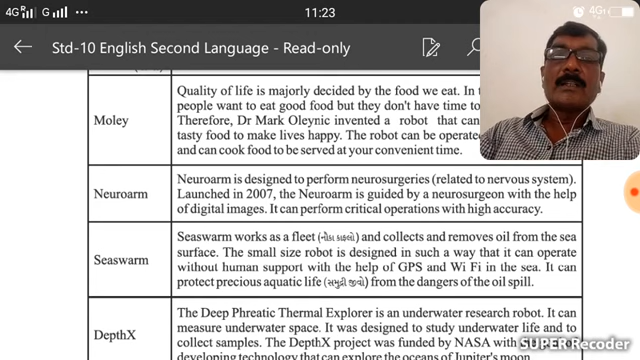 4G R 11:23 4G
Std-10 English Second Language - Read-only
Quality of life is majorly decided by the food we eat. In t
people want to eat good food but they don't have time to
Moley
Therefore, Dr Mark Oleynic invented a robot that can
tasty food to make lives happy. The robot can be operated
and can cook food to be served at your convenient time.
Neuroarm is designed to perform neurosurgeries (related to nervous system).
Neuroarm
Launched in 2007, the Neuroarm is guided by a neurosurgeon with the help
of digital images. It can perform critical operations with high accuracy.
Seaswarm works as a fleet (નૌકા કાફલો) and collects and removes oil from the sea
surface. The small size robot is designed in such a way that it can operate
Seaswarm
without human support with the help of GPS and Wi Fi in the sea. It can
protect precious aquatic life (સમુદ્રી જીવો) from the dangers of the oil spill.
The Deep Phreatic Thermal Explorer is an underwater research robot. It can
measure underwater space. It was designed to study underwater life and to
DepthX
collect samples. The DepthX project was funded by NASA with
developing technology that can explore the oceans of Jupiter's moon
SUPER Recorder